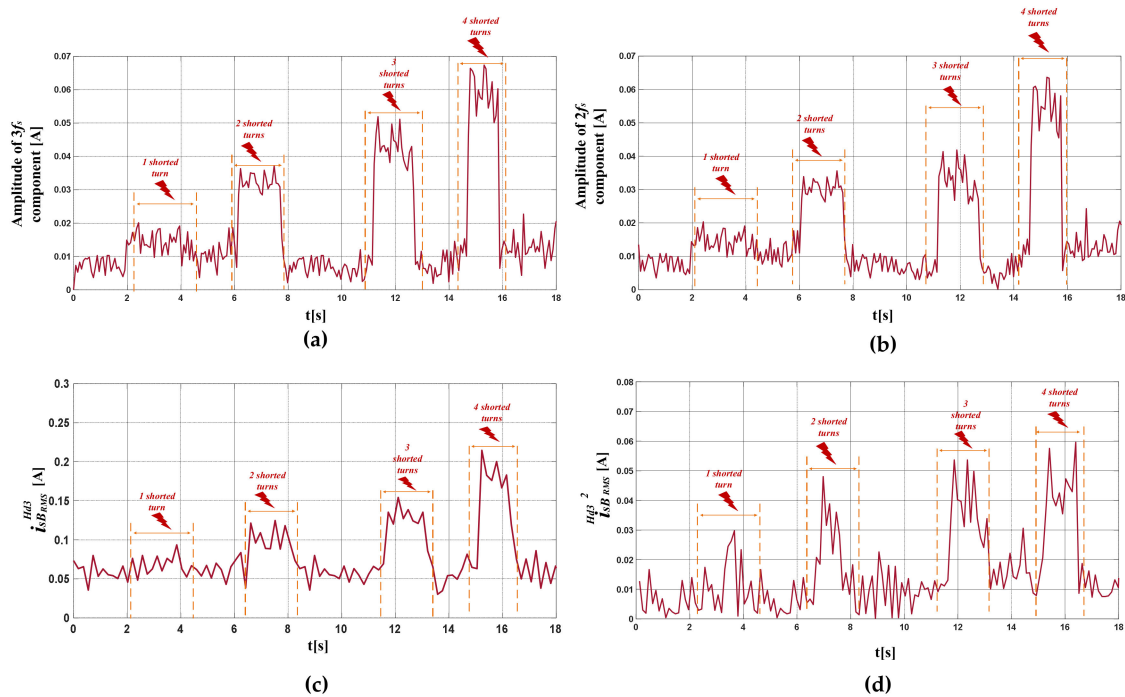 4 shorted
turns
0.07
3
shorted
turns
0.06
Amplitude of 3fs
component [A]
0.05
2 shorted
turns
0.04
1 shorted
turn
0.03
0.02
0.01
0
0 2 4 6 8 10 12 14 16 18
t[s]
(a)
4 shorted
turns
0.07
3 shorted
turns
0.06
Amplitude of 2fs
component [A]
0.05
2 shorted
turns
0.04
1 shorted
turn
0.03
0.02
0.01
0
0 2 4 6 8 10 12 14 16 18
t[s]
(b)
0.3
4 shorted
turns
0.25
3
shorted
turns
0.2
Hd3
isB RMS [A]
2 shorted
turns
0.15
1 shorted
turn
0.1
0.05
0
0 2 4 6 8 10 12 14 16 18
t[s]
(c)
0.08
4 shorted
turns
3
shorted
turns
0.07
2 shorted
turns
0.06
Hd3 2
isB RMS [A]
0.05
1 shorted
turn
0.04
0.03
0.02
0.01
0
0 2 4 6 8 10 12 14 16 18
t[s]
(d)